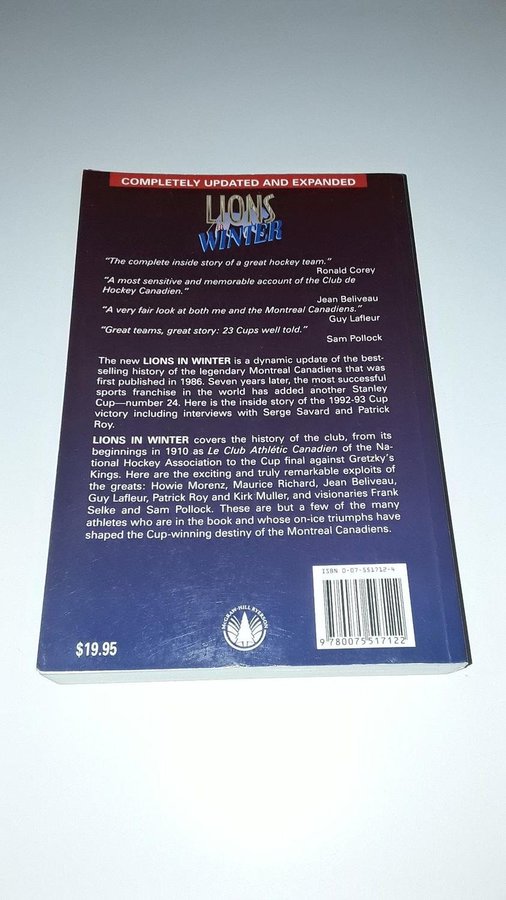 COMPLETELY UPDATED AND EXPANDED
LIONS
IN
WINTER
"The complete inside story of a great hockey team."
Ronald Corey
"A most sensitive and memorable account of the Club de
Hockey Canadien."
Jean Beliveau
"A very fair look at both me and the Montreal Canadiens."
Guy Lafleur
"Great teams, great story: 23 Cups well told."
Sam Pollock
The new LIONS IN WINTER is a dynamic update of the best-
selling history of the legendary Montreal Canadiens that was
first published in 1986. Seven years later, the most successful
sports franchise in the world has added another Stanley
Cup—number 24. Here is the inside story of the 1992-93 Cup
victory including interviews with Serge Savard and Patrick
Roy.
LIONS IN WINTER covers the history of the club, from its
beginnings in 1910 as Le Club Athlétic Canadien of the Na-
tional Hockey Association to the Cup final against Gretzky's
Kings. Here are the exciting and truly remarkable exploits of
the greats: Howie Morenz, Maurice Richard, Jean Beliveau,
Guy Lafleur, Patrick Roy and Kirk Muller, and visionaries Frank
Selke and Sam Pollock. These are but a few of the many
athletes who are in the book and whose on-ice triumphs have
shaped the Cup-winning destiny of the Montreal Canadiens.
ISBN 0-07-551712-4
McGRAW-HILL RYERSON
9 780075 517122
$19.95